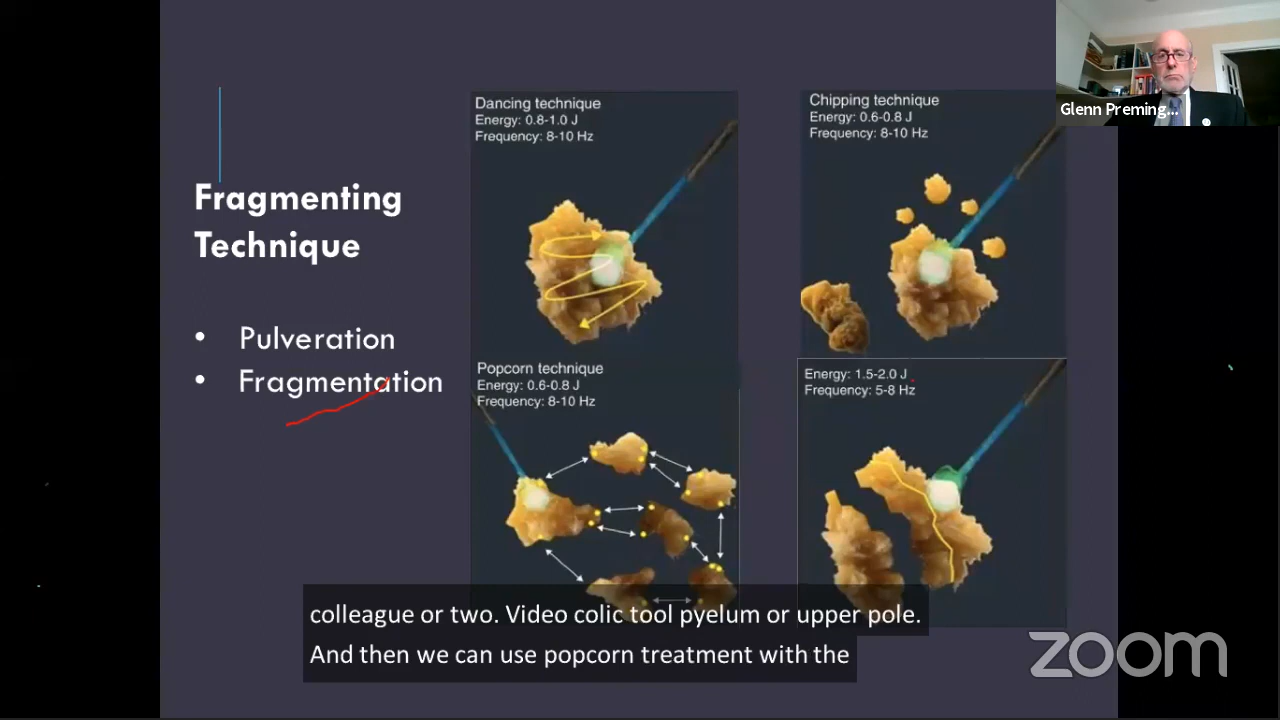 Fragmenting
Technique
• Pulveration
• Fragmentation
Dancing technique
Energy: 0.8-1.0 J
Frequency: 8-10 Hz
Chipping technique
Energy: 0.6-0.8 J
Frequency: 8-10 Hz
Popcorn technique
Energy: 0.6-0.8 J
Frequency: 8-10 Hz
Energy: 1.5-2.0 J
Frequency: 5-8 Hz
Glenn Preming...
colleague or two. Video colic tool pyelum or upper pole.
And then we can use popcorn treatment with the
zoom